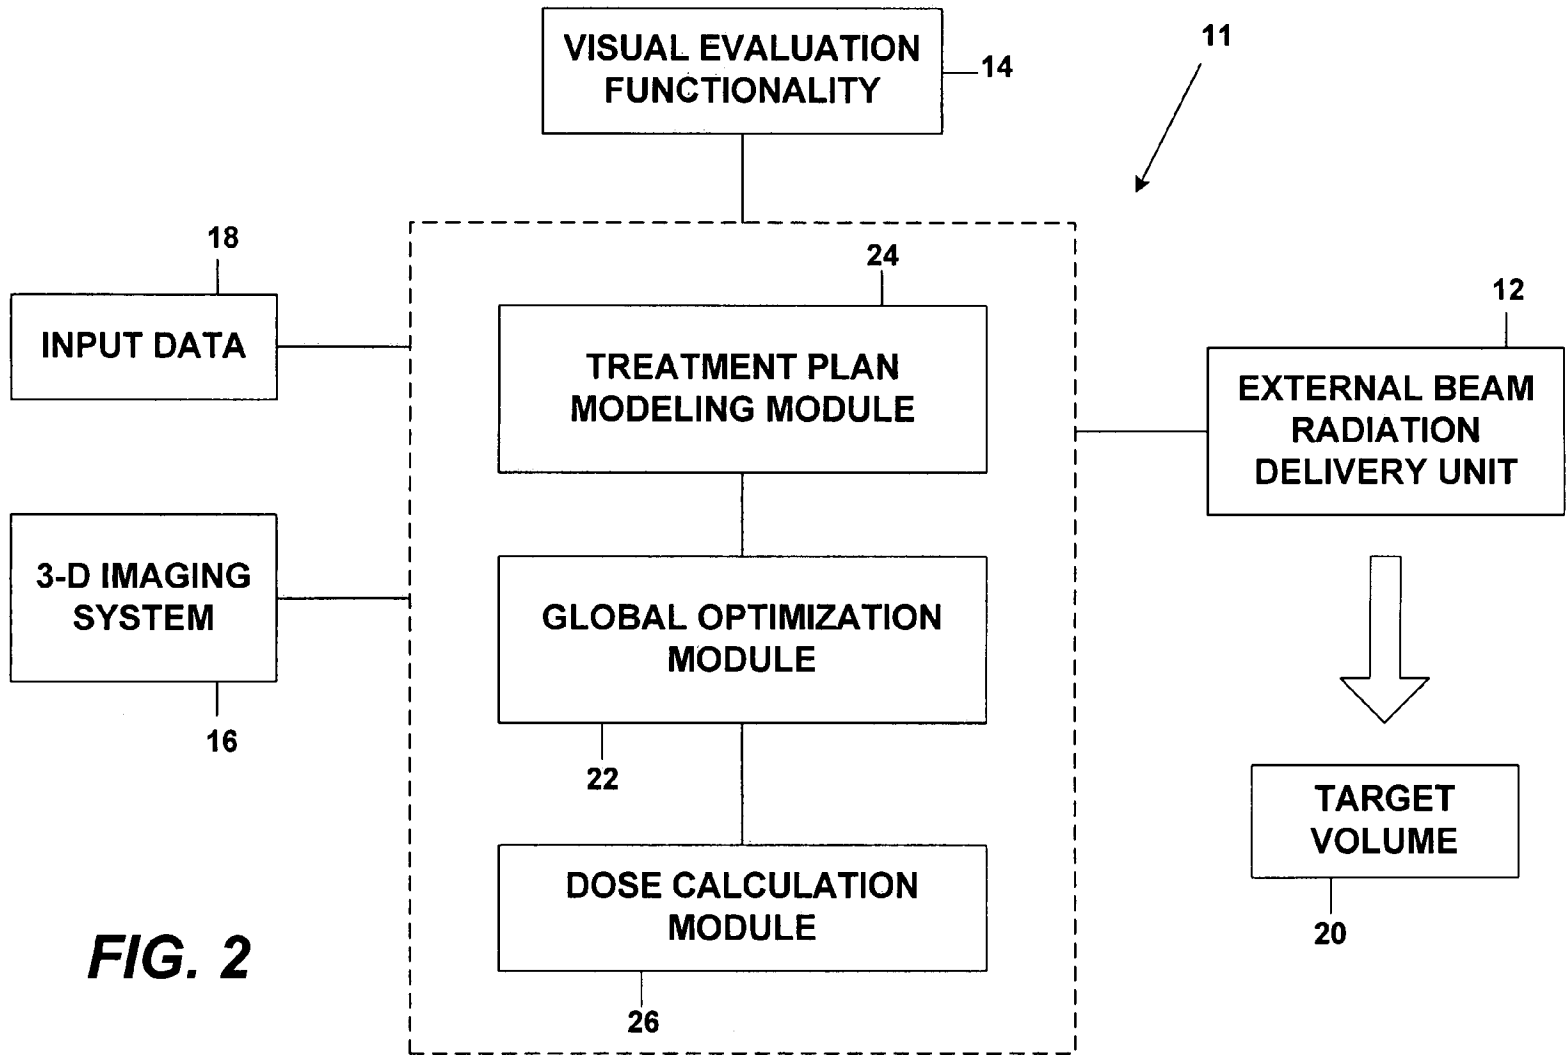 VISUAL EVALUATION
FUNCTIONALITY
14
11
18
INPUT DATA
24
TREATMENT PLAN
MODELING MODULE
12
EXTERNAL BEAM
RADIATION
DELIVERY UNIT
3-D IMAGING
SYSTEM
16
GLOBAL OPTIMIZATION
MODULE
22
TARGET
VOLUME
20
DOSE CALCULATION
MODULE
26
FIG. 2